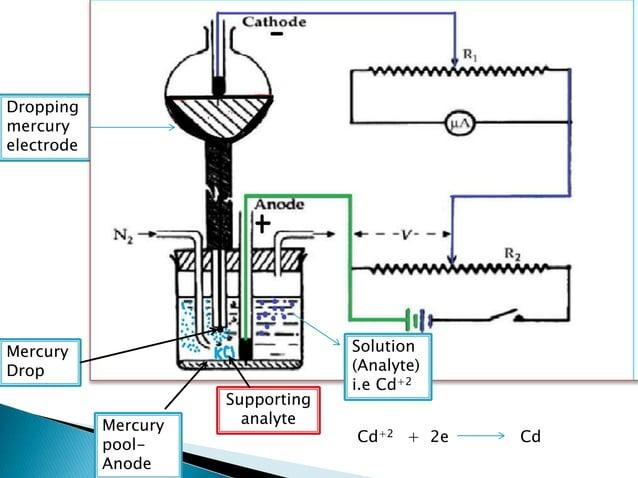 Cathode
-
R1
Dropping
mercury
electrode
μA
Anode
+
N2
V
R2
KCl
Mercury
Drop
Solution
(Analyte)
i.e Cd+2
Supporting
analyte
Mercury
pool-
Anode
Cd+2 + 2e → Cd